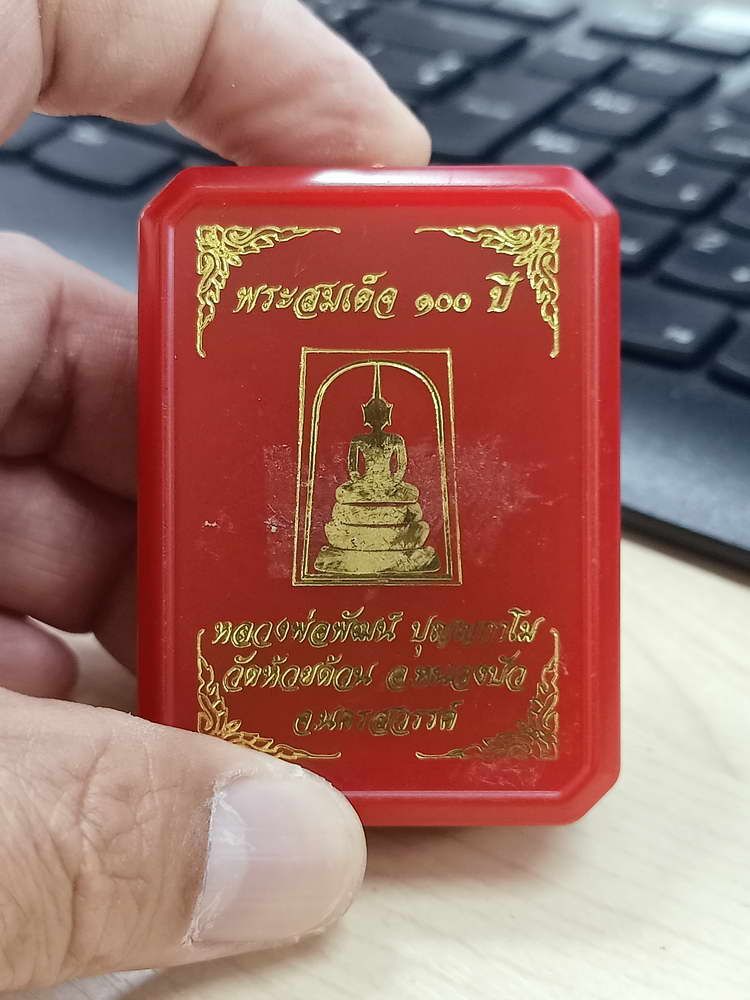 พระสมเด็จ ๑๐๐ ปี
หลวงพ่อพัฒน์ ปุญฺญกาโม
วัดห้วยด้วน อ.หนองบัว
จ.นครสวรรค์